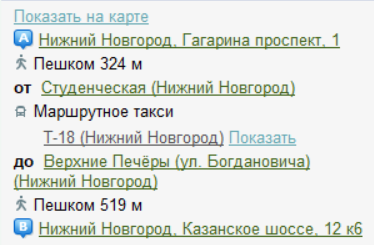 Показать на карте
A Нижний Новгород, Гагарина проспект, 1
Пешком 324 м
от Студенческая (Нижний Новгород)
Маршрутное такси
Т-18 (Нижний Новгород) Показать
до Верхние Печёры (ул. Богдановича)
(Нижний Новгород)
Пешком 519 м
B Нижний Новгород, Казанское шоссе, 12 к6